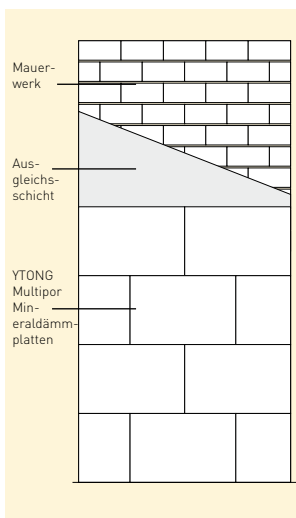 Mauer-
werk
Aus-
gleichs-
schicht
YTONG
Multipor
Min-
eraldämm-
platten